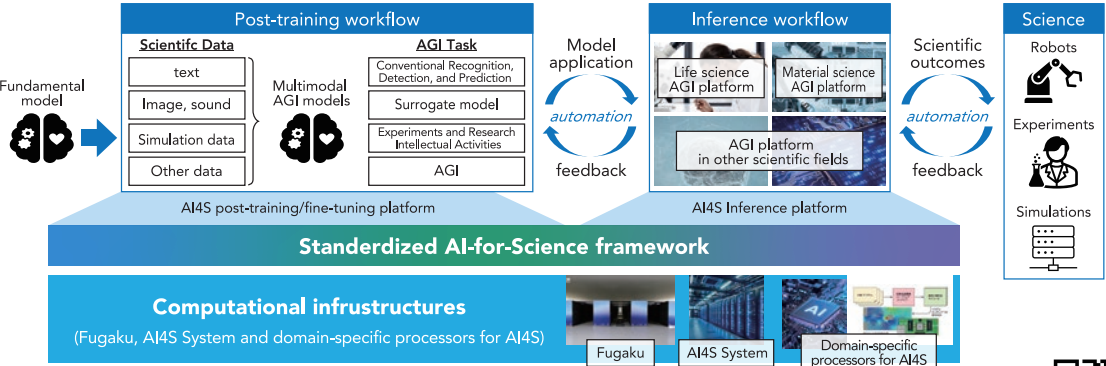 Post-training workflow
Inference workflow
Science
Fundamental
model
Scientifc Data
text
Image, sound
Simulation data
Other data
Multimodal
AGI models
AGI Task
Conventional Recognition,
Detection, and Prediction
Surrogate model
Experiments and Research
Intellectual Activities
AGI
AI4S post-training/fine-tuning platform
Model
application
automation
feedback
Life science
AGI platform
Material science
AGI platform
AGI platform
in other scientific fields
AI4S Inference platform
Scientific
outcomes
automation
feedback
Robots
Experiments
Simulations
Standerdized AI-for-Science framework
Computational infrustructures
(Fugaku, AI4S System and domain-specific processors for AI4S)
Fugaku
AI4S System
AI
Domain-specific
processors for AI4S